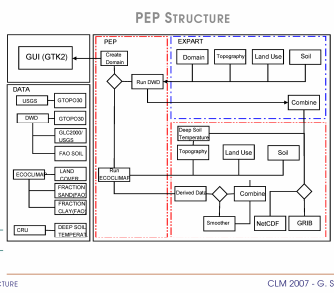 PEP STRUCTURE
GUI (GTK2)
PEP
Create
Domain
Run DWD
EXPART
Domain
Topography
Land Use
Soil
Combine
DATA
USGS
GTOPO30
DWD
GTOPO30
GLC2000/
USGS
FAO SOIL
ECOCLIMAP
LAND
COVER
FRACTION
SAND(FAO)
FRACTION
CLAY(FAO)
CRU
DEEP SOIL
TEMPERAT
Run
ECOCLIMAP
Deep Soil
Temperature
Topography
Land Use
Soil
Derived Data
Combine
Smoother
NetCDF
GRIB
CTURE
CLM 2007 - G. S